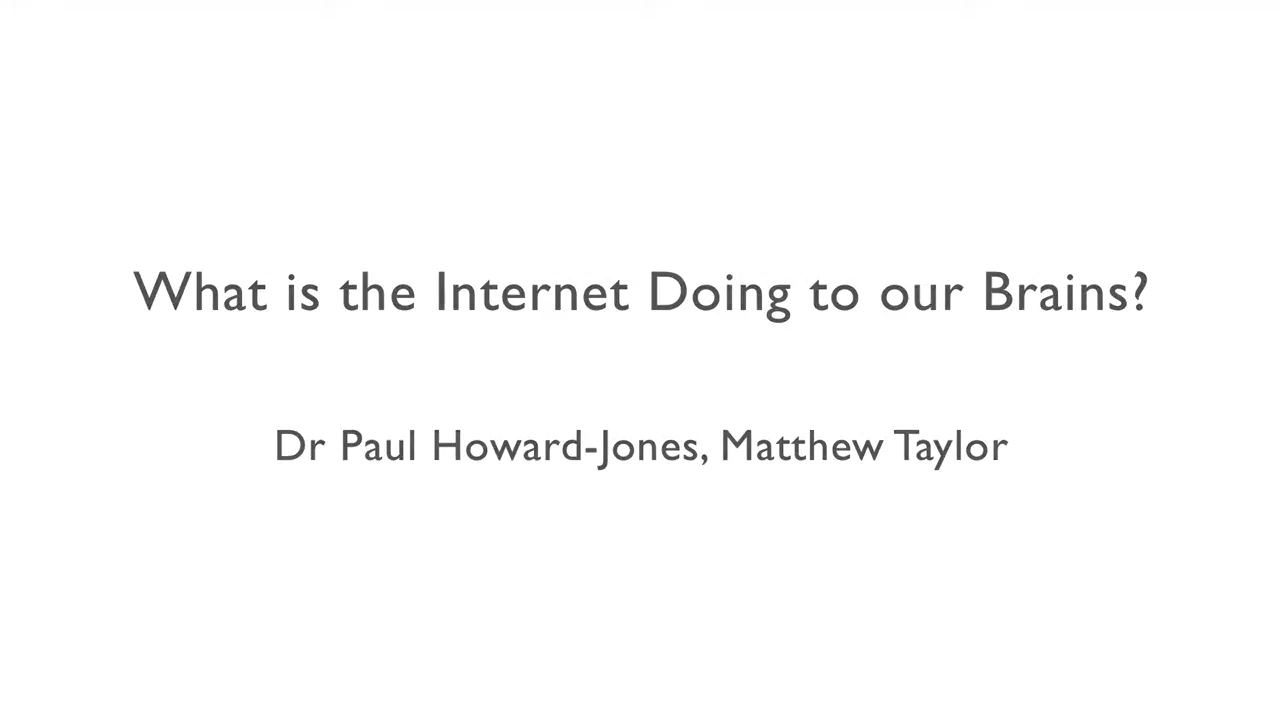 What is the Internet Doing to our Brains?
Dr Paul Howard-Jones, Matthew Taylor